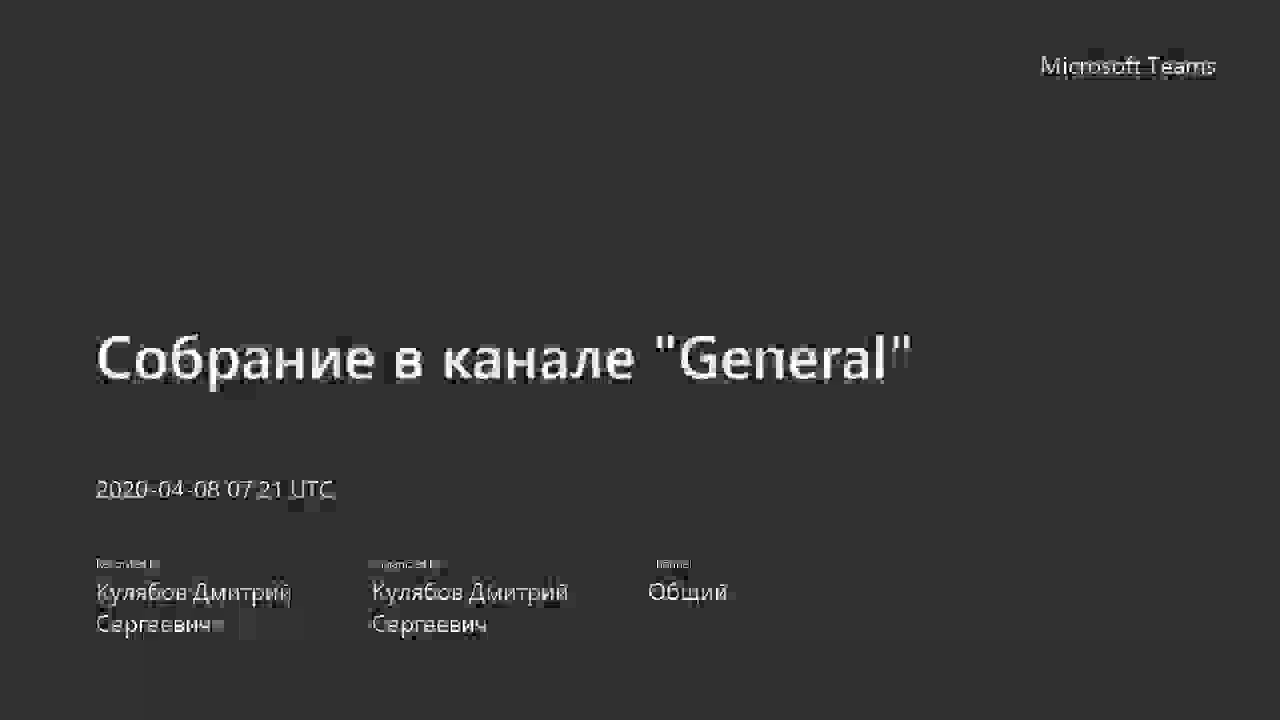 Microsoft Teams
Собрание в канале "General"
2020-04-08 07:21 UTC
Кулябов Дмитрий
Сергеевич
Кулябов Дмитрий
Сергеевич
Общий